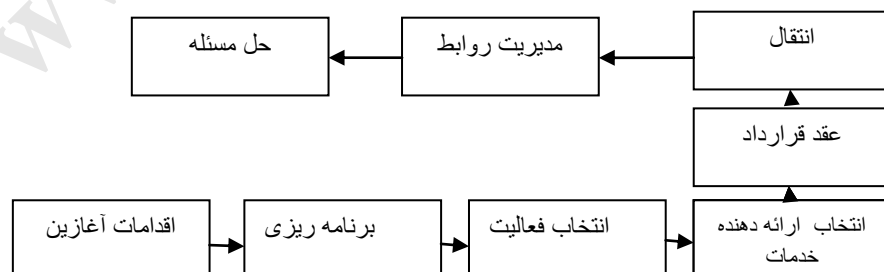 انتقال
مدیریت روابط
حل مسئله
عقد قرارداد
انتخاب ارائه دهنده
خدمات
انتخاب فعالیت
برنامه ریزی
اقدامات آغازین